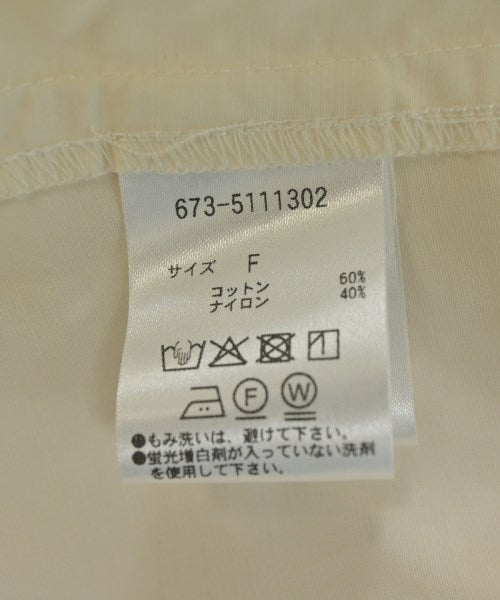 673-5111302
サイズ F
コットン 60%
ナイロン 40%
F W
●もみ洗いは、避けて下さい。
●蛍光増白剤が入っていない洗剤
を使用して下さい。